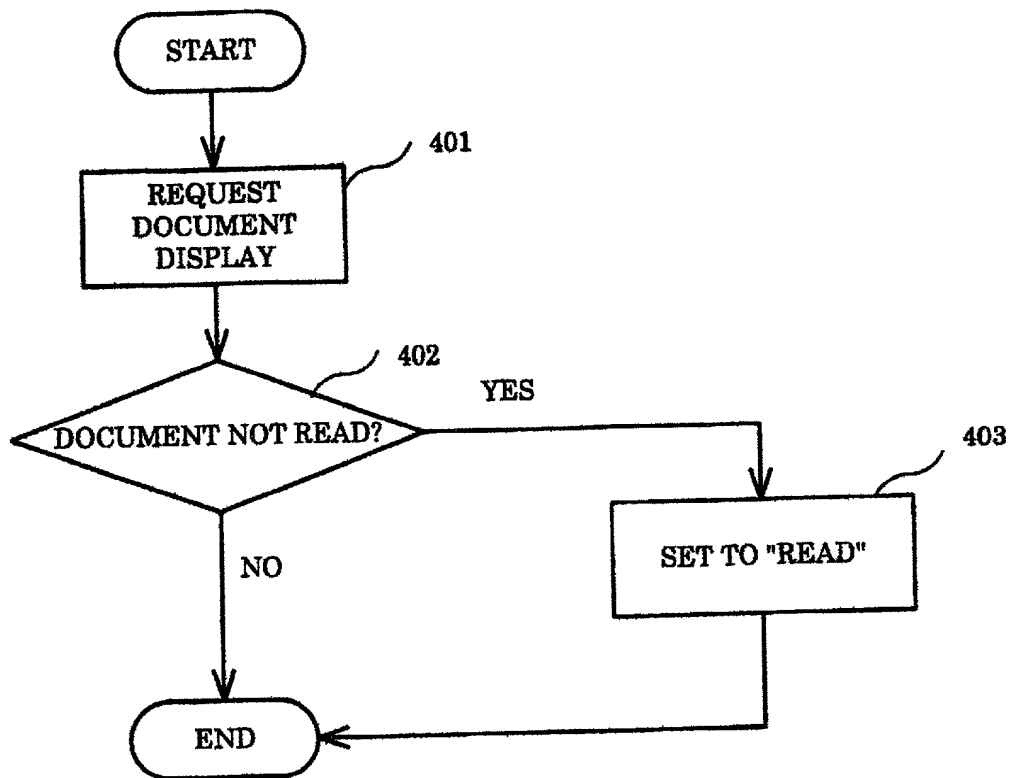 START
401
REQUEST
DOCUMENT
DISPLAY
402
YES
DOCUMENT NOT READ?
403
SET TO "READ"
NO
END